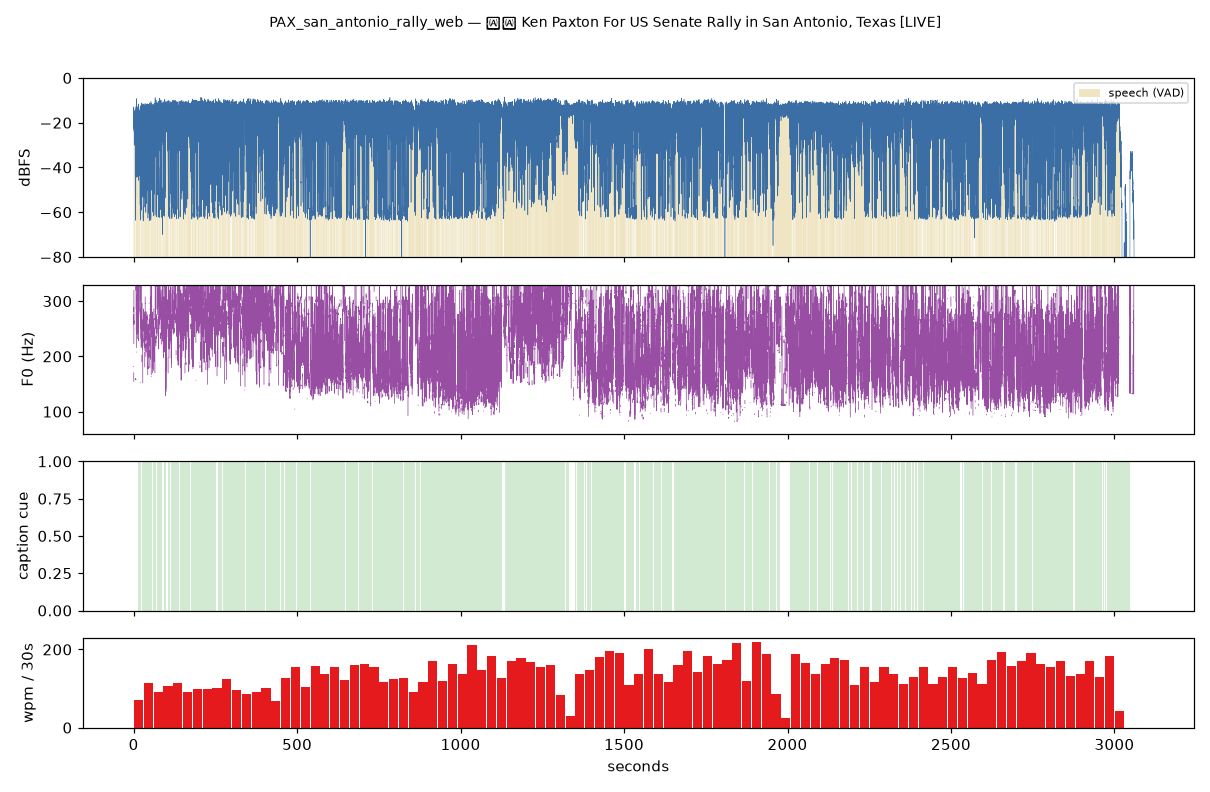 PAX_san_antonio_rally_web — Ken Paxton For US Senate Rally in San Antonio, Texas [LIVE]
0
−20
−40
−60
−80
dBFS
speech (VAD)
300
200
100
F0 (Hz)
1.00
0.75
0.50
0.25
0.00
caption cue
200
0
wpm / 30s
0 500 1000 1500 2000 2500 3000
seconds